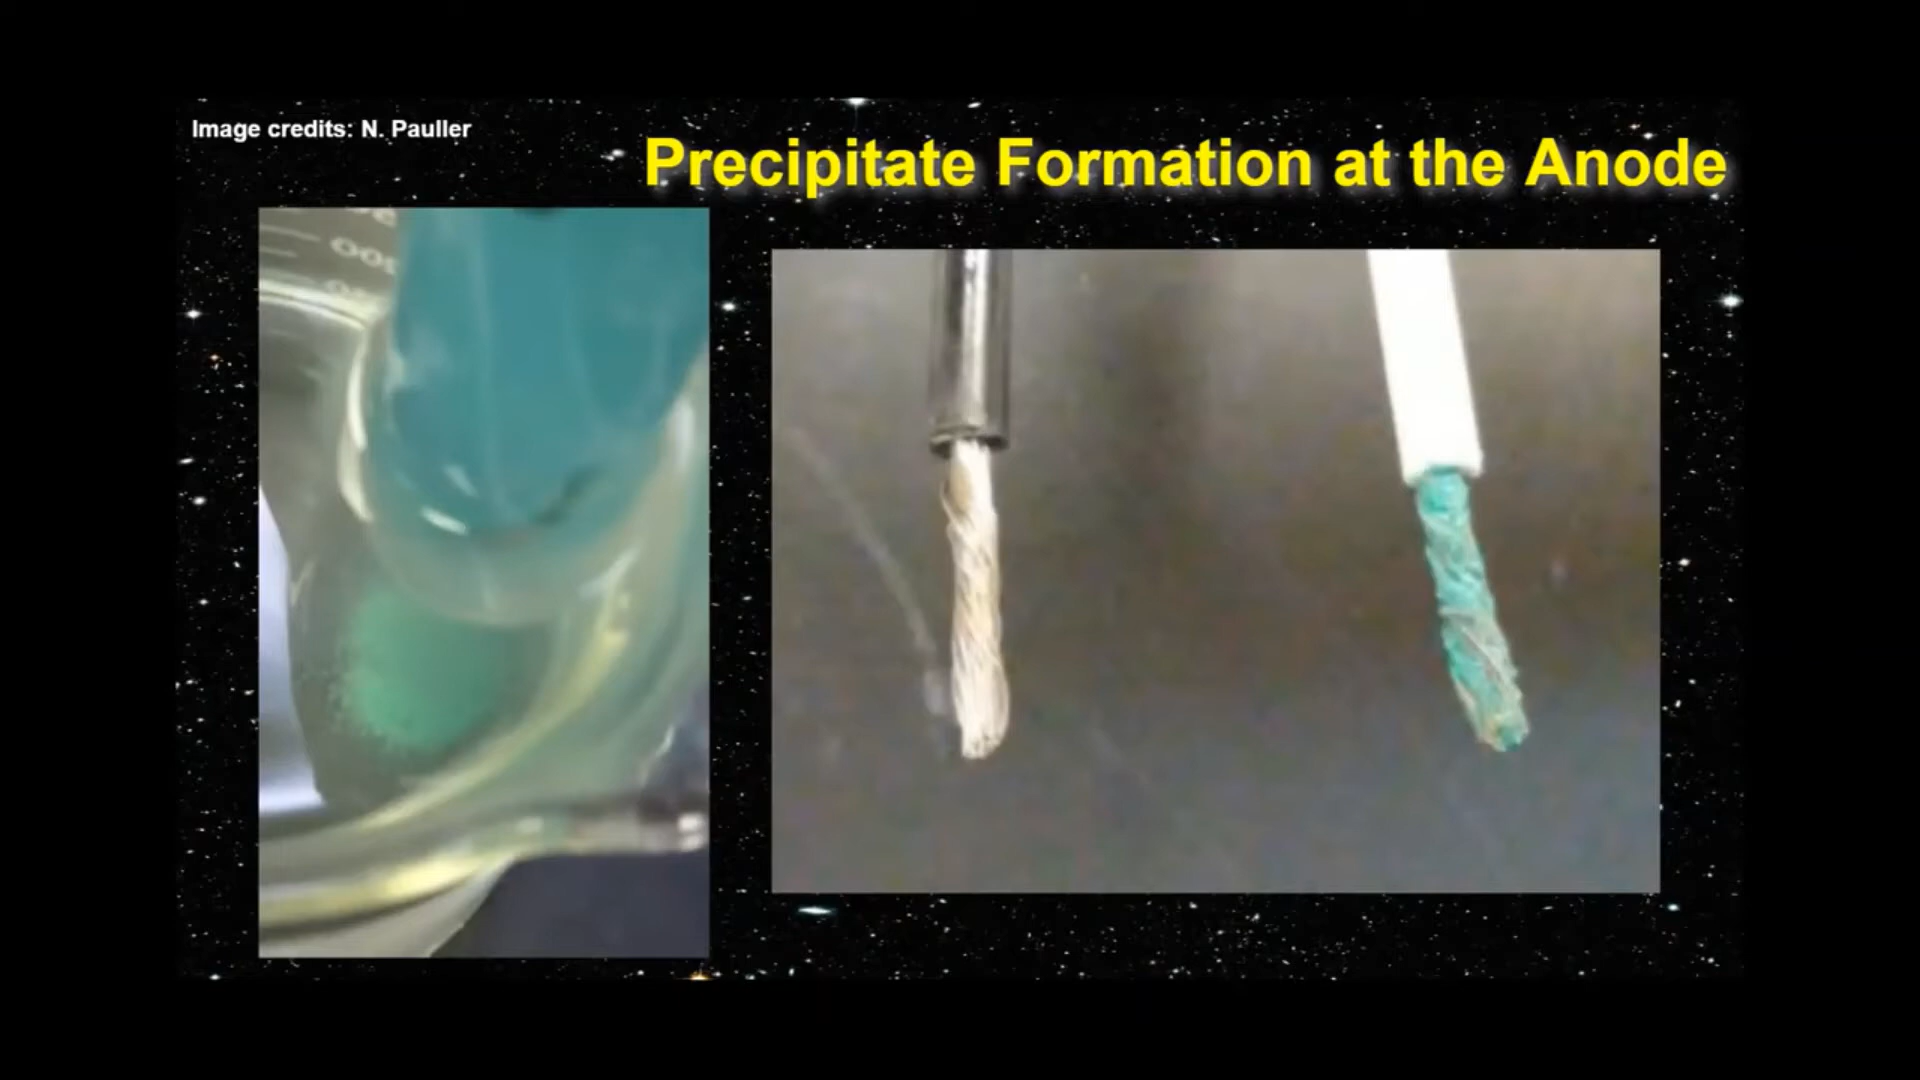 Image credits: N. Pauller
Precipitate Formation at the Anode